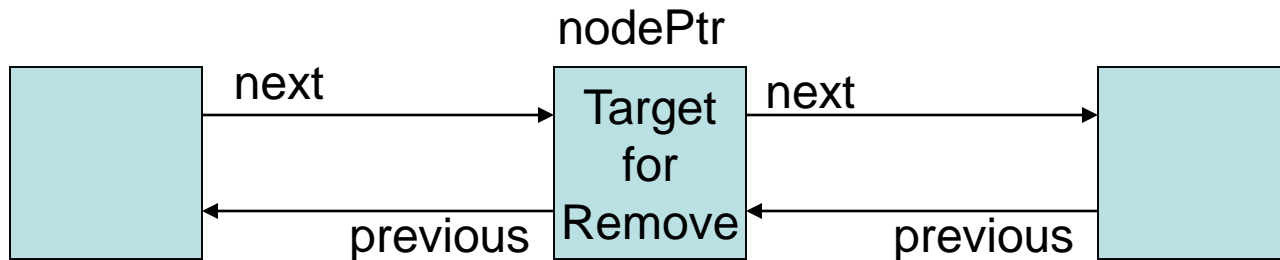 nodePtr
next
Target
for
Remove
next
previous
previous